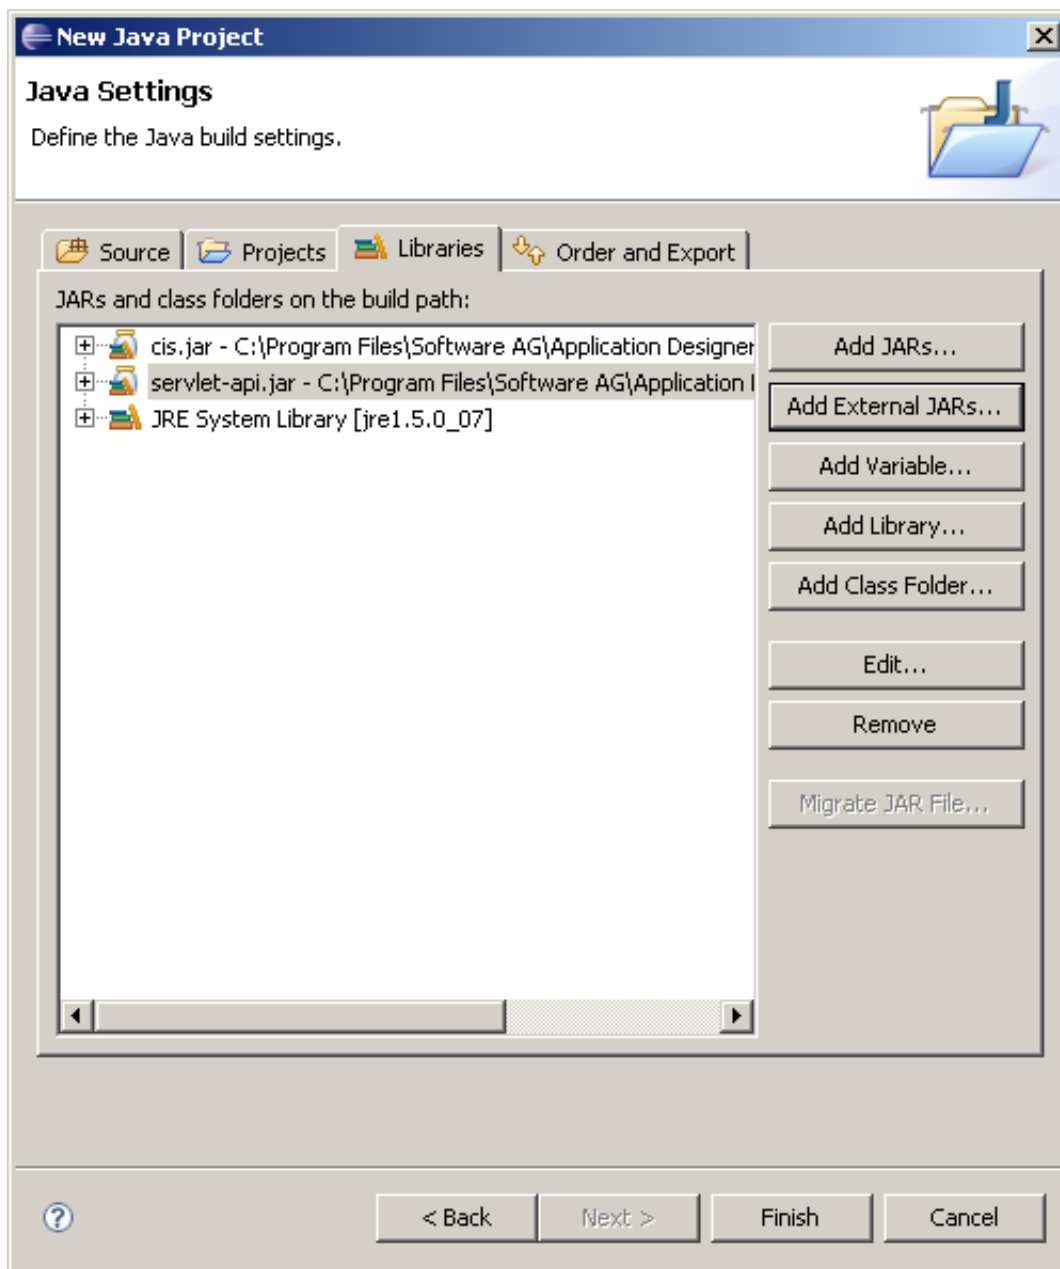 New Java Project
Java Settings
Define the Java build settings.
Source Projects Libraries Order and Export
JARs and class folders on the build path:
cis.jar - C:\Program Files\Software AG\Application Designer
servlet-api.jar - C:\Program Files\Software AG\Application
JRE System Library [jre1.5.0_07]
Add JARs...
Add External JARs...
Add Variable...
Add Library...
Add Class Folder...
Edit...
Remove
Migrate JAR File...
< Back Next > Finish Cancel